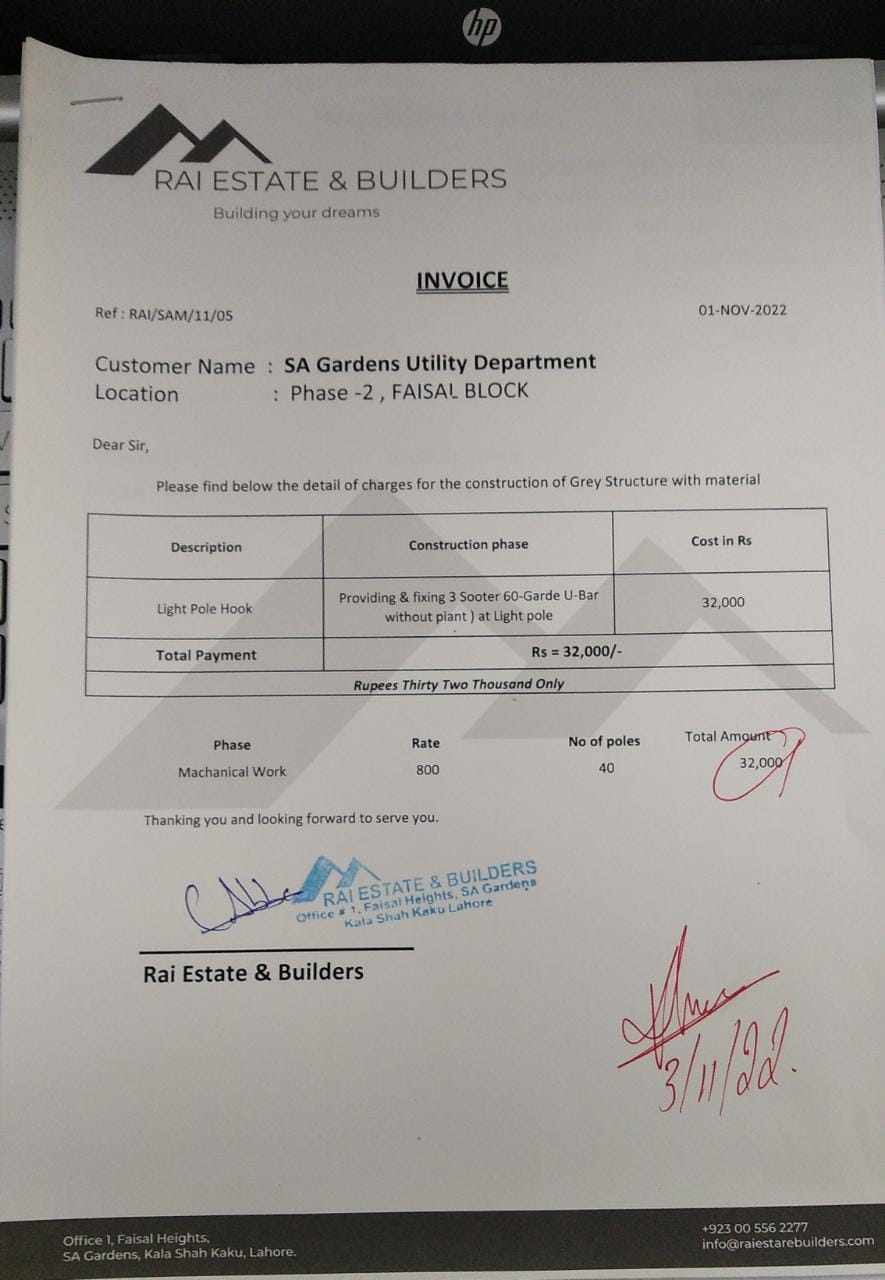 hp
RAI ESTATE & BUILDERS
Building your dreams
INVOICE
Ref : RAI/SAM/11/05
01-NOV-2022
Customer Name : SA Gardens Utility Department
Location : Phase -2 , FAISAL BLOCK
Dear Sir,
Please find below the detail of charges for the construction of Grey Structure with material
Description Construction phase Cost in Rs
Light Pole Hook Providing & fixing 3 Sooter 60-Garde U-Bar 32,000
without piant ) at Light pole
Total Payment Rs = 32,000/-
Rupees Thirty Two Thousand Only
Phase Rate No of poles Total Amount
Machanical Work 800 40 32,000
Thanking you and looking forward to serve you.
RAI ESTATE & BUILDERS
Office # 1, Faisal Heights, SA Gardens
Kala Shah Kaku Lahore
Rai Estate & Builders
3/11/22.
Office 1, Faisal Heights,
SA Gardens, Kala Shah Kaku, Lahore.
+923 00 556 2277
info@raiestarebuilders.com